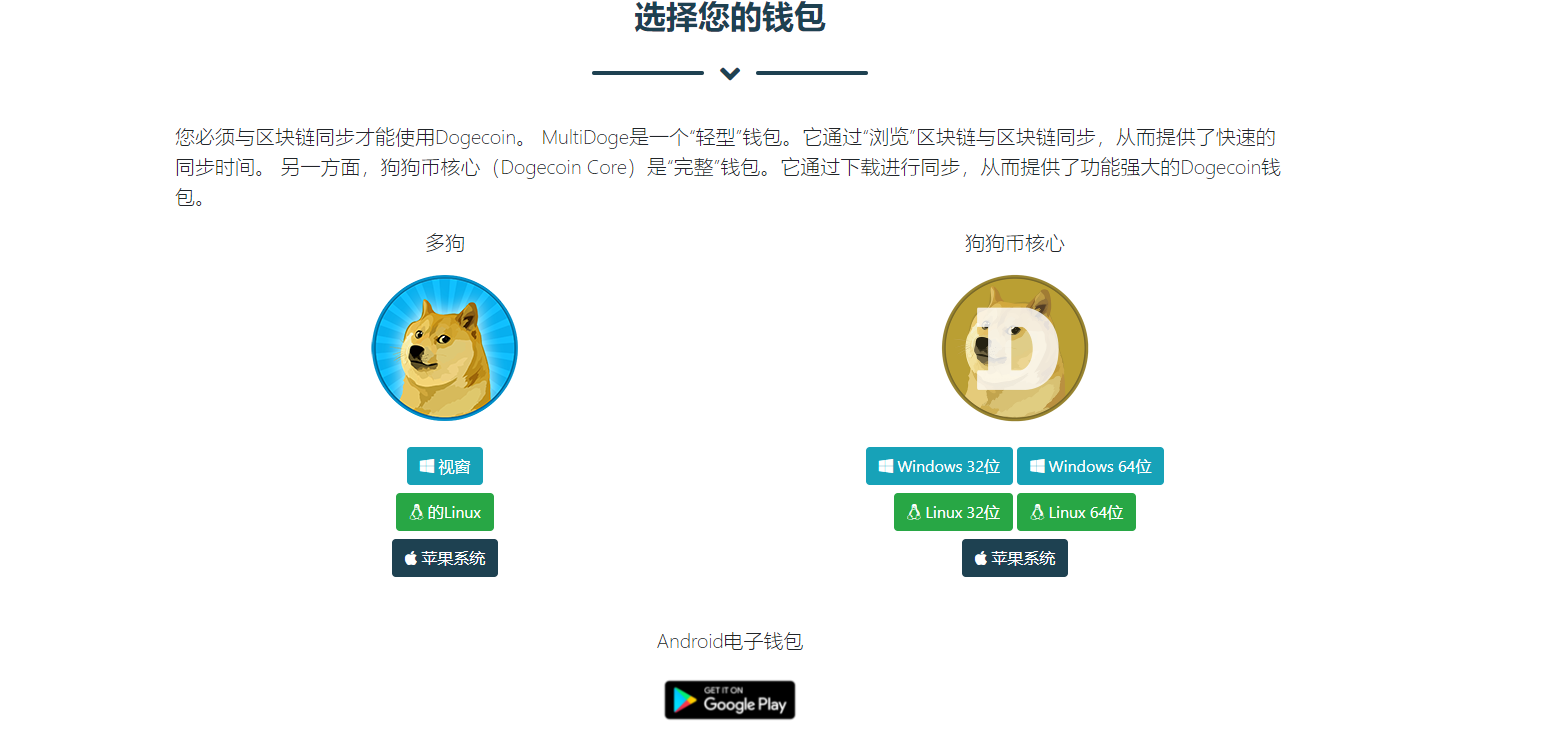 选择您的钱包
您必须与区块链同步才能使用Dogecoin。 MultiDoge是一个“轻型”钱包。它通过“浏览”区块链与区块链同步，从而提供了快速的
同步时间。 另一方面，狗狗币核心（Dogecoin Core）是“完整”钱包。它通过下载进行同步，从而提供了功能强大的Dogecoin钱
包。
多狗
狗狗币核心
D
视窗
Windows 32位 Windows 64位
的Linux
Linux 32位 Linux 64位
苹果系统
苹果系统
Android电子钱包
GET IT ON
Google Play